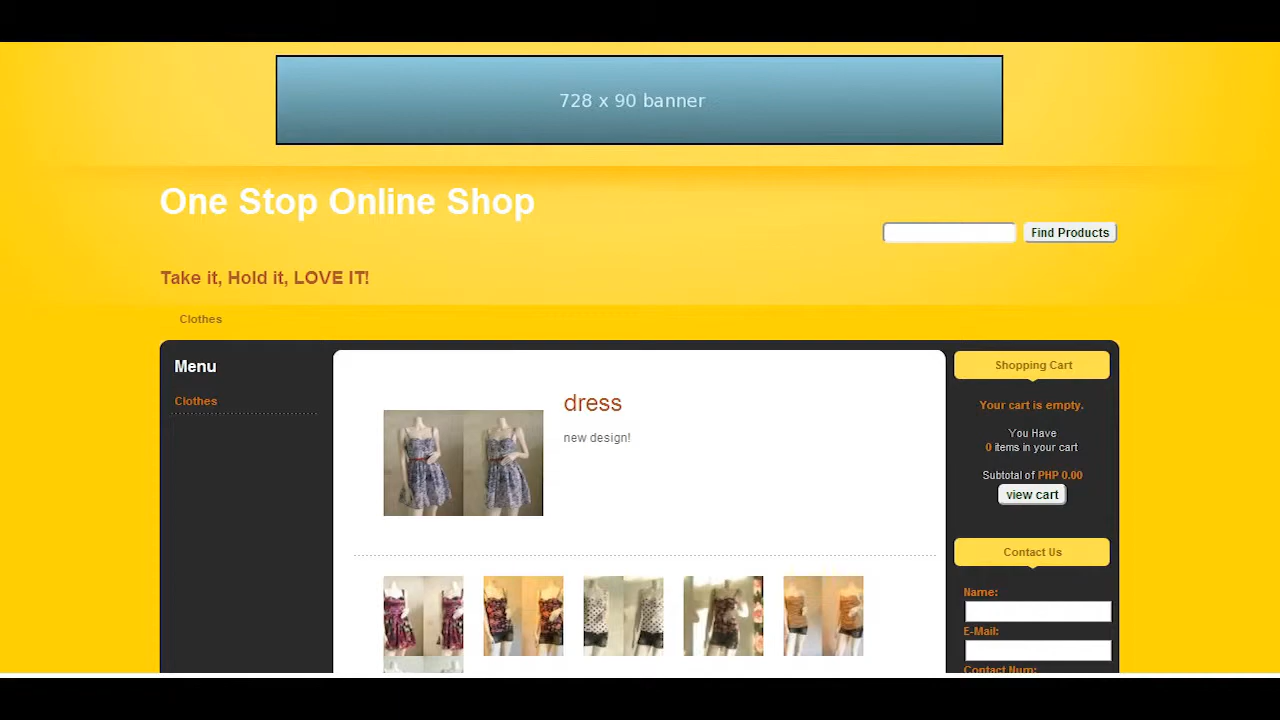 728 x 90 banner
One Stop Online Shop
Find Products
Take it, Hold it, LOVE IT!
Clothes
Menu
Clothes
dress
new design!
Shopping Cart
Your cart is empty.
You Have
0 items in your cart
Subtotal of PHP 0.00
view cart
Contact Us
Name:
E-Mail:
Contact Num: